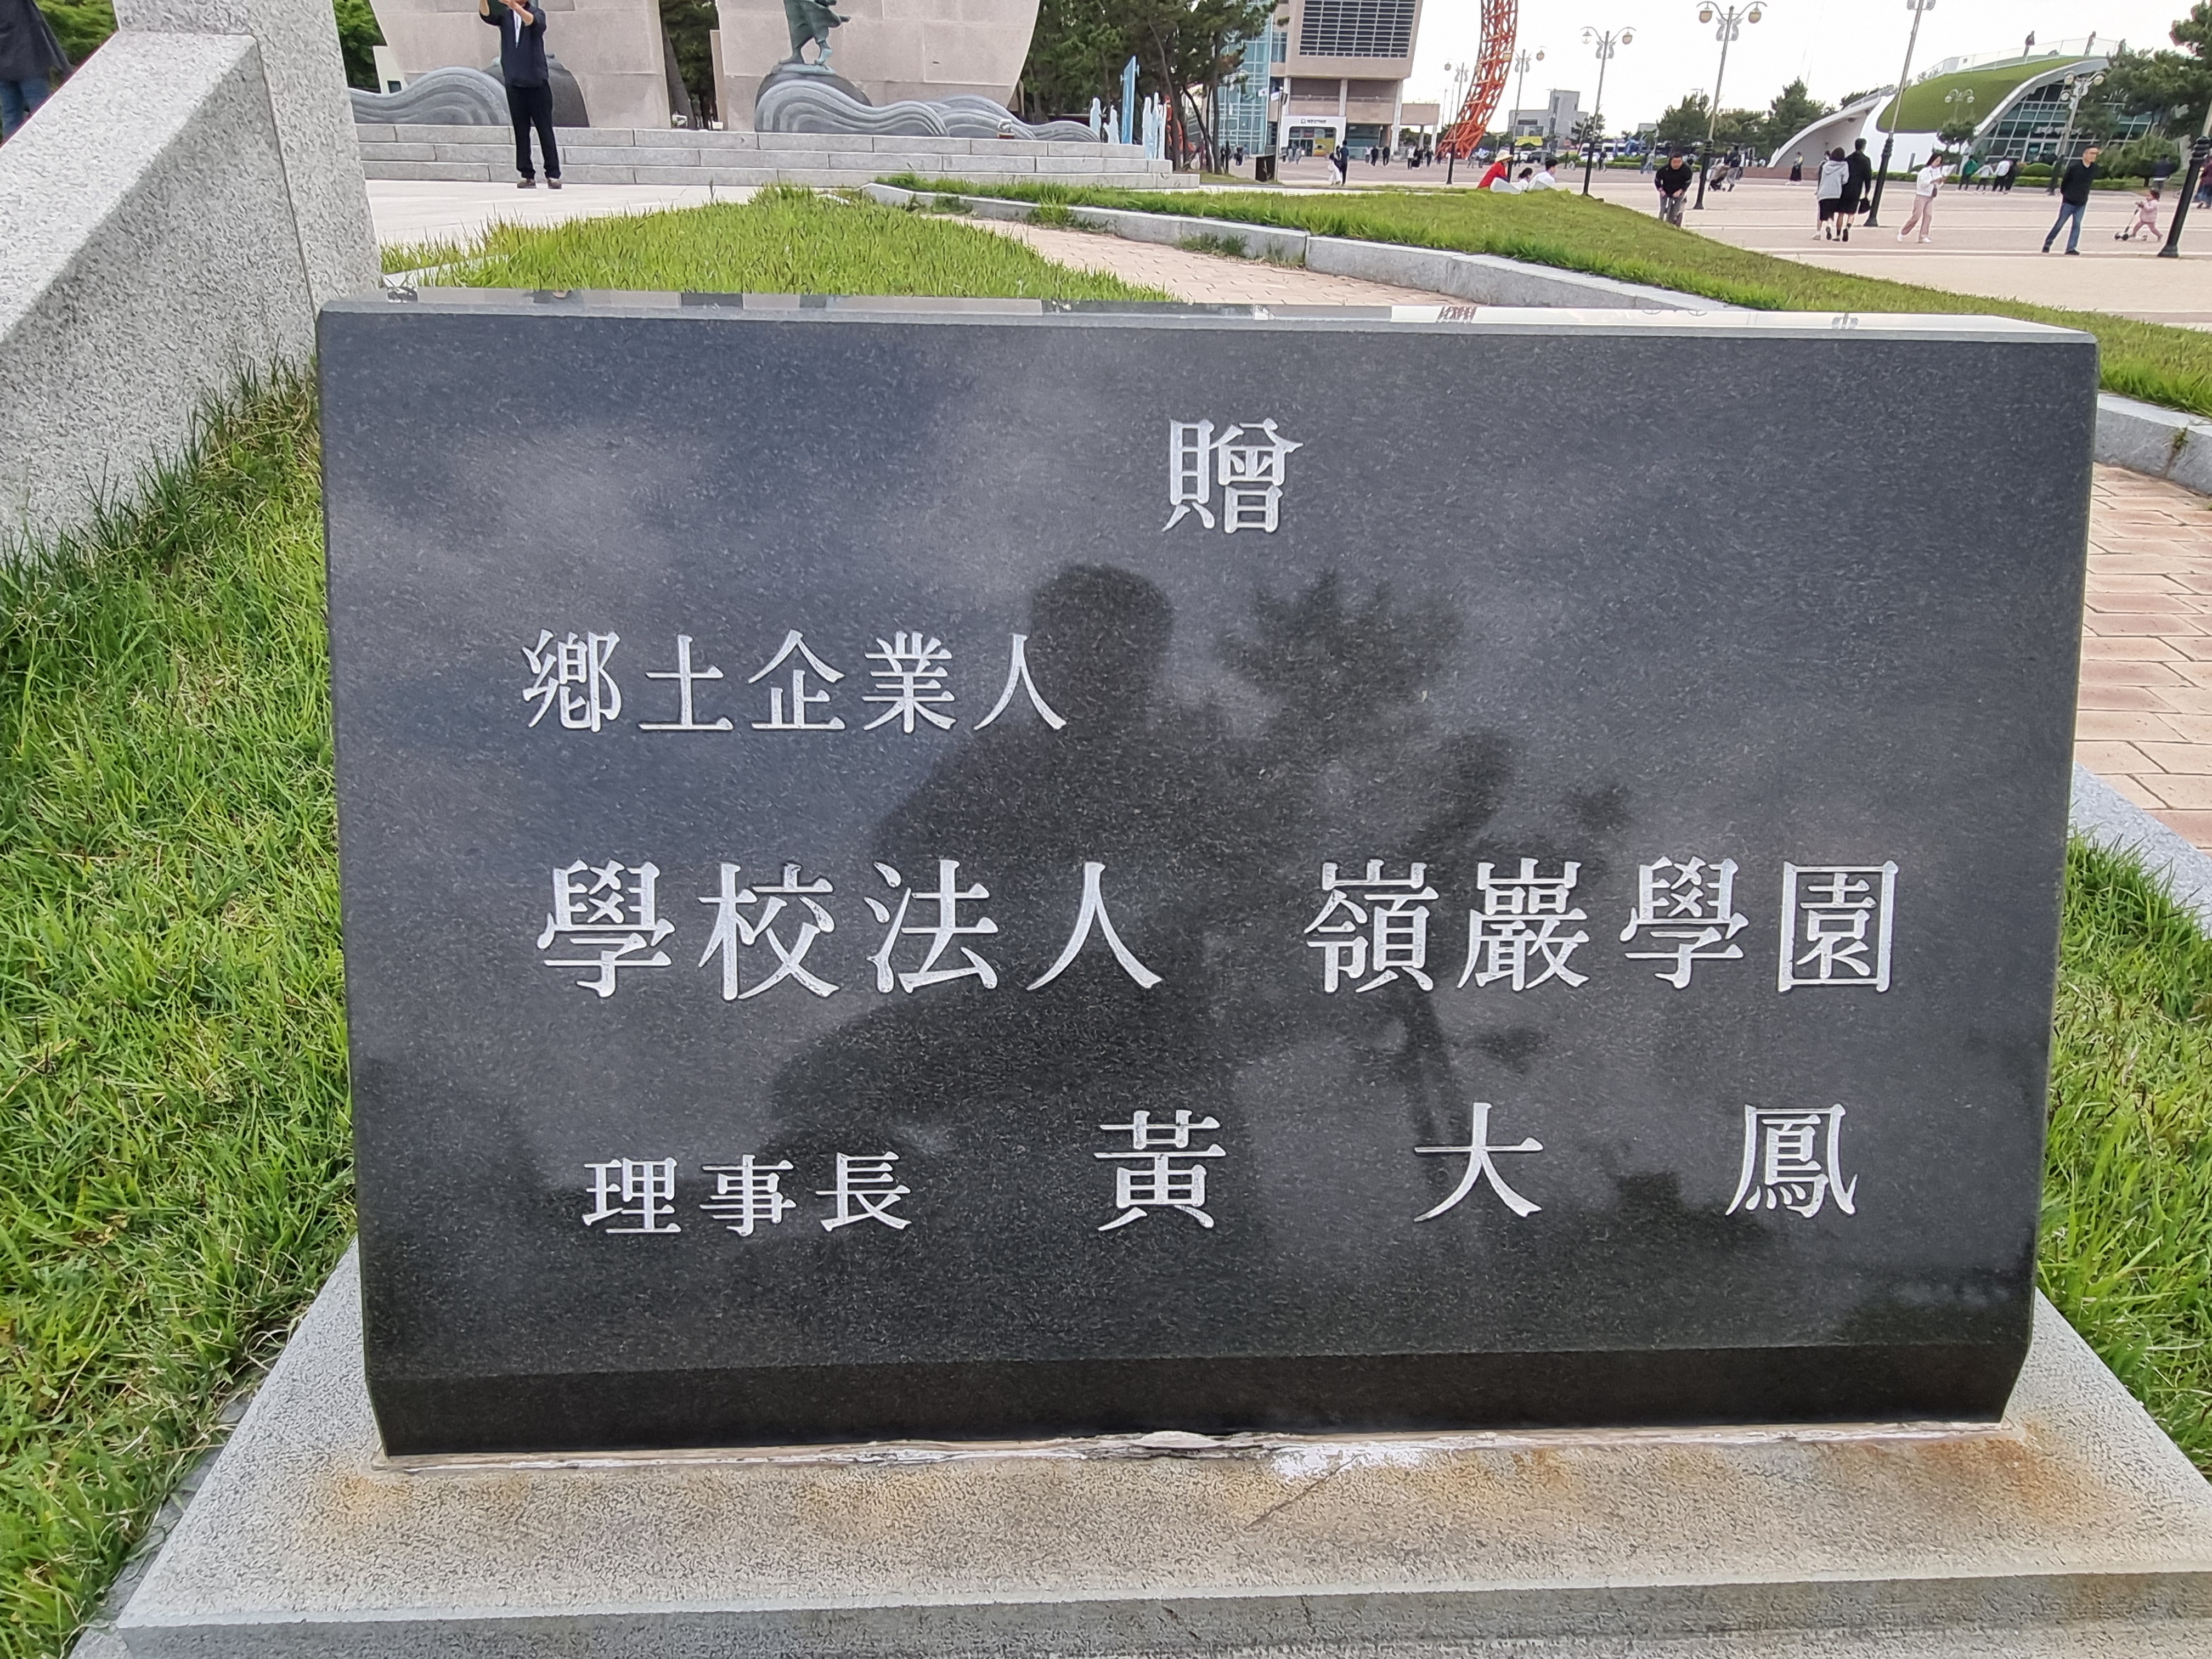 贈
鄕土企業人
學校法人 嶺巖學園
理事長 黃大鳳